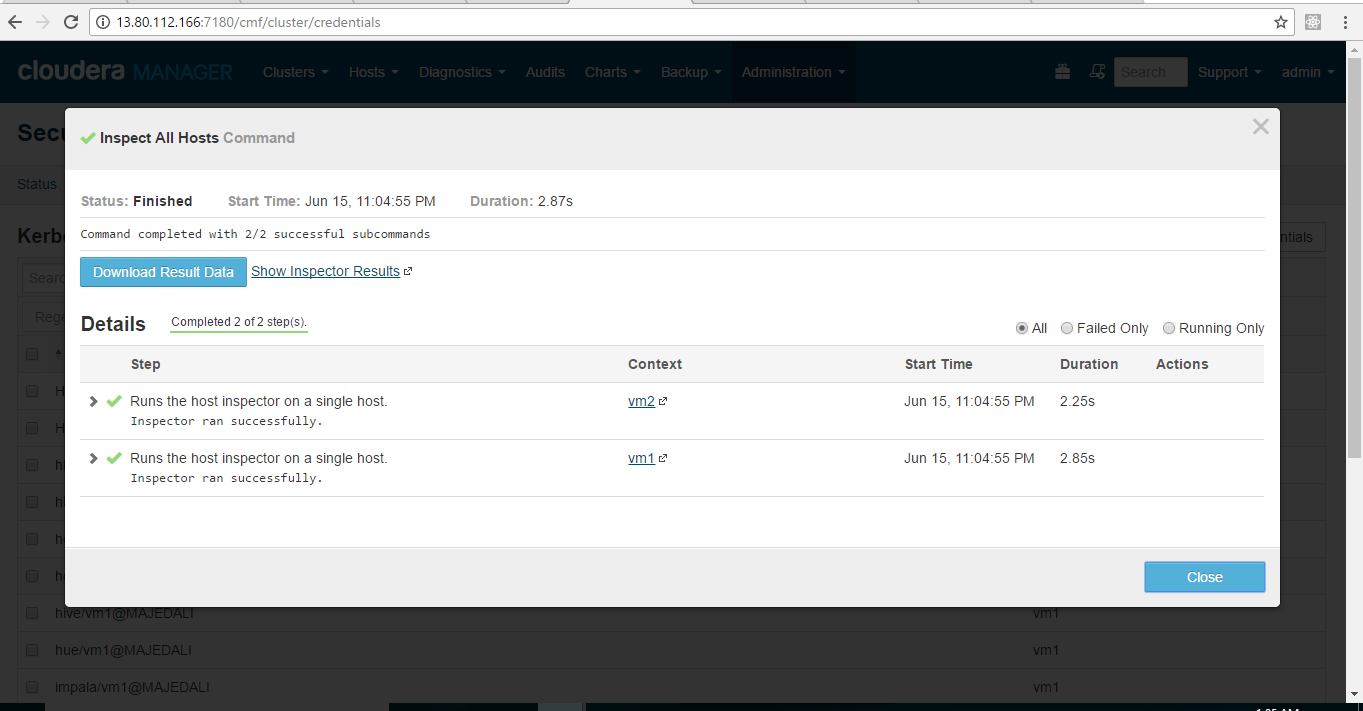 13.80.112.166:7180/cmf/cluster/credentials
cloudera MANAGER Clusters Hosts Diagnostics Audits Charts Backup Administration Search Support admin
Inspect All Hosts Command
Status
Status: Finished Start Time: Jun 15, 11:04:55 PM Duration: 2.87s
Command completed with 2/2 successful subcommands
Download Result Data Show Inspector Results
Details Completed 2 of 2 step(s). All Failed Only Running Only
Step Context Start Time Duration Actions
Runs the host inspector on a single host. vm2 Jun 15, 11:04:55 PM 2.25s
Inspector ran successfully.
Runs the host inspector on a single host. vm1 Jun 15, 11:04:55 PM 2.85s
Inspector ran successfully.
Close
hive/vm1@MAJEDALI vm1
hue/vm1@MAJEDALI vm1
impala/vm1@MAJEDALI vm1